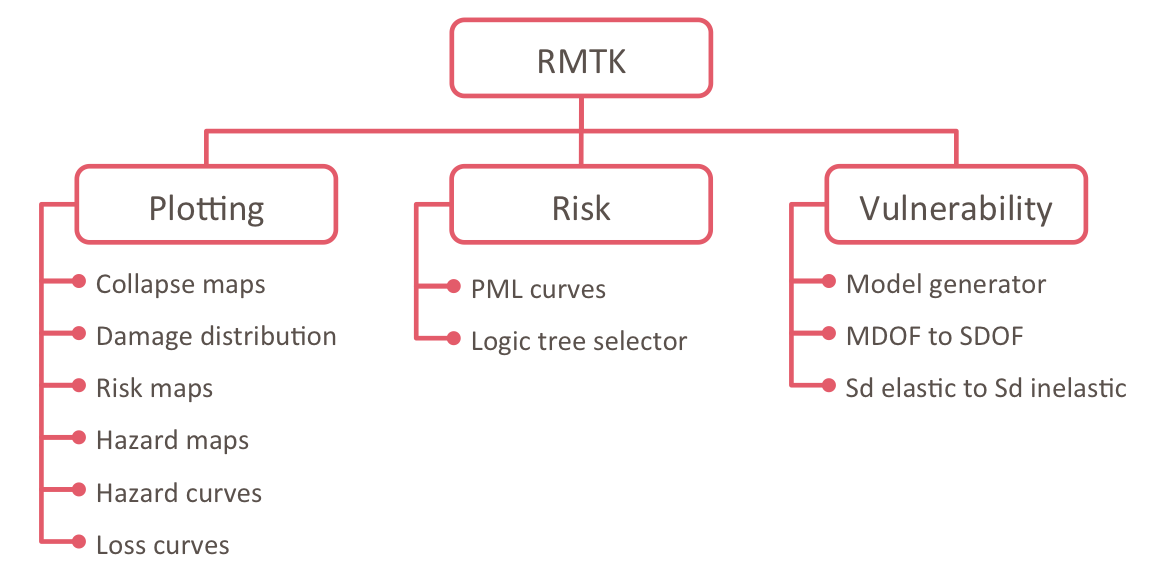 RMTK
Plotting
Collapse maps
Damage distribution
Risk maps
Hazard maps
Hazard curves
Loss curves
Risk
PML curves
Logic tree selector
Vulnerability
Model generator
MDOF to SDOF
Sd elastic to Sd inelastic